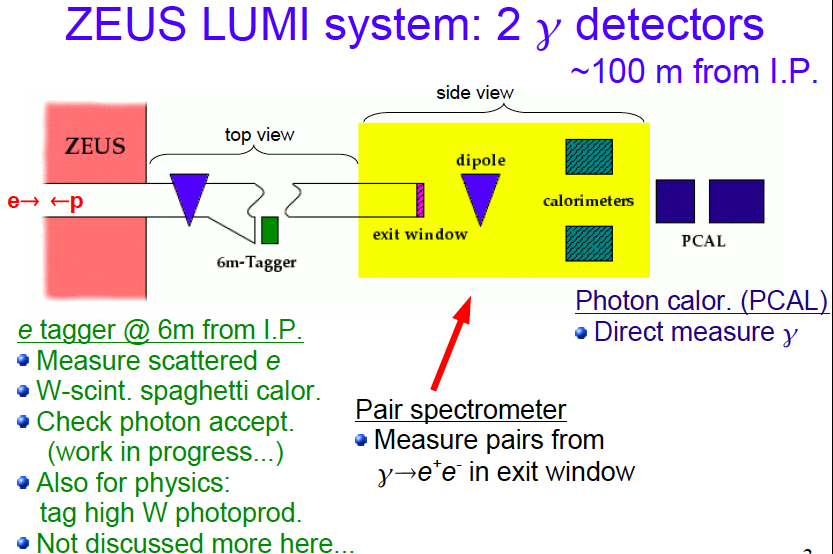 ZEUS LUMI system: 2 γ detectors
~100 m from I.P.
side view
top view
ZEUS
dipole
e→ ←p
calorimeters
exit window
PCAL
6m-Tagger
Photon calor. (PCAL)
Direct measure γ
e tagger @ 6m from I.P.
Measure scattered e
W-scint. spaghetti calor.
Check photon accept.
(work in progress...)
Also for physics:
tag high W photoprod.
Not discussed more here...
Pair spectrometer
Measure pairs from
γ→e⁺e⁻ in exit window